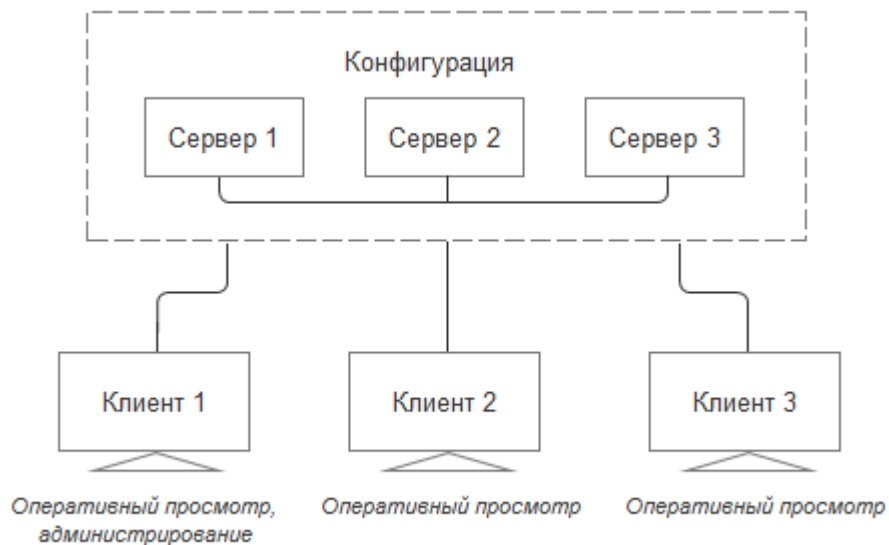 Конфигурация
Сервер 1
Сервер 2
Сервер 3
Клиент 1
Клиент 2
Клиент 3
Оперативный просмотр,
администрирование
Оперативный просмотр
Оперативный просмотр